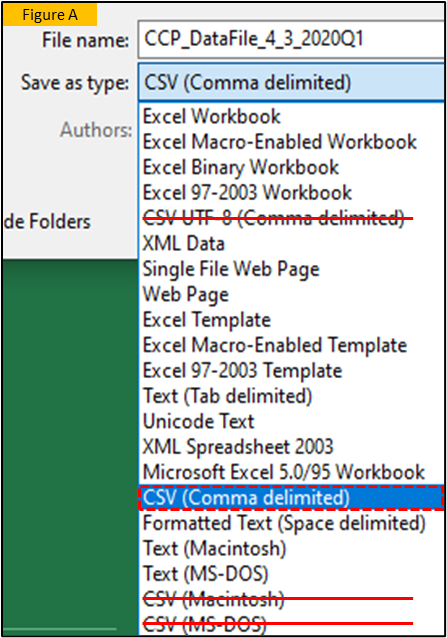 Figure A
File name: CCP_DataFile_4_3_2020Q1
Save as type: CSV (Comma delimited)
Authors:
Excel Workbook
Excel Macro-Enabled Workbook
Excel Binary Workbook
Excel 97-2003 Workbook
de Folders
CSV UTF-8 (Comma delimited)
XML Data
Single File Web Page
Web Page
Excel Template
Excel Macro-Enabled Template
Excel 97-2003 Template
Text (Tab delimited)
Unicode Text
XML Spreadsheet 2003
Microsoft Excel 5.0/95 Workbook
CSV (Comma delimited)
Formatted Text (Space delimited)
Text (Macintosh)
Text (MS-DOS)
CSV (Macintosh)
CSV (MS-DOS)